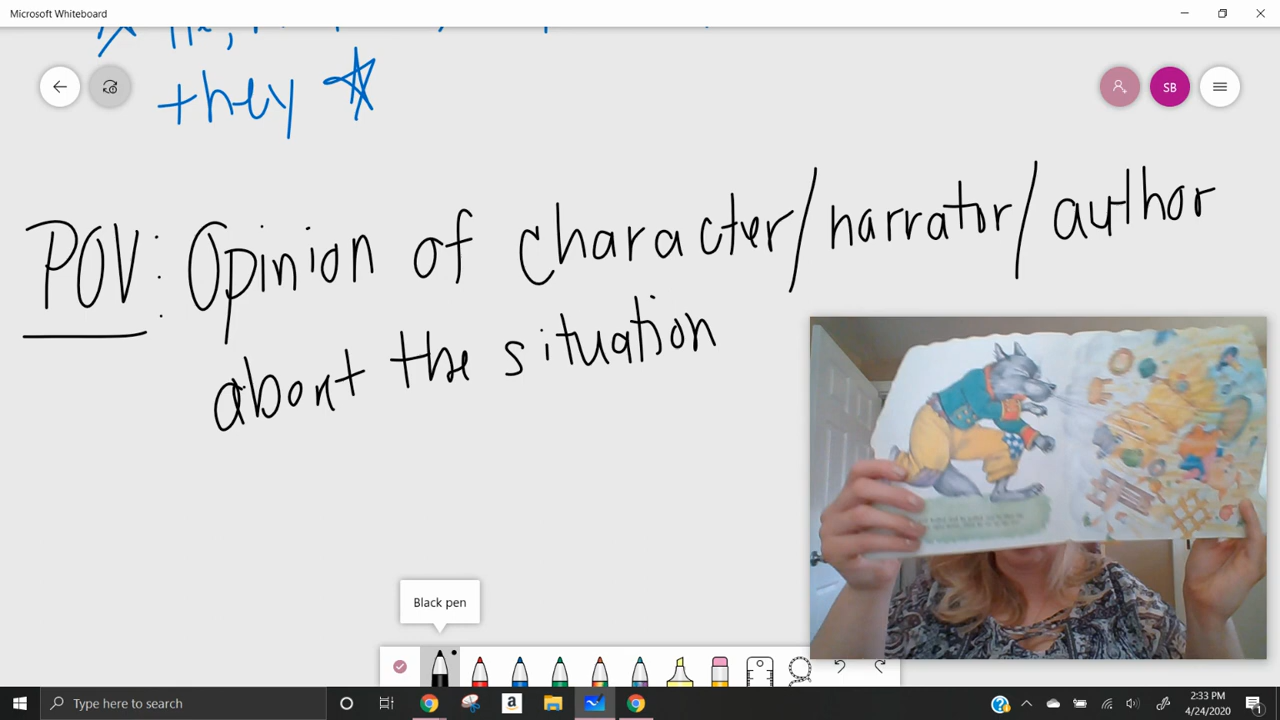 Microsoft Whiteboard
they
SB
POV: Opinion of character/narrator/author
about the situation
Black pen
Type here to search
2:33 PM
4/24/2020